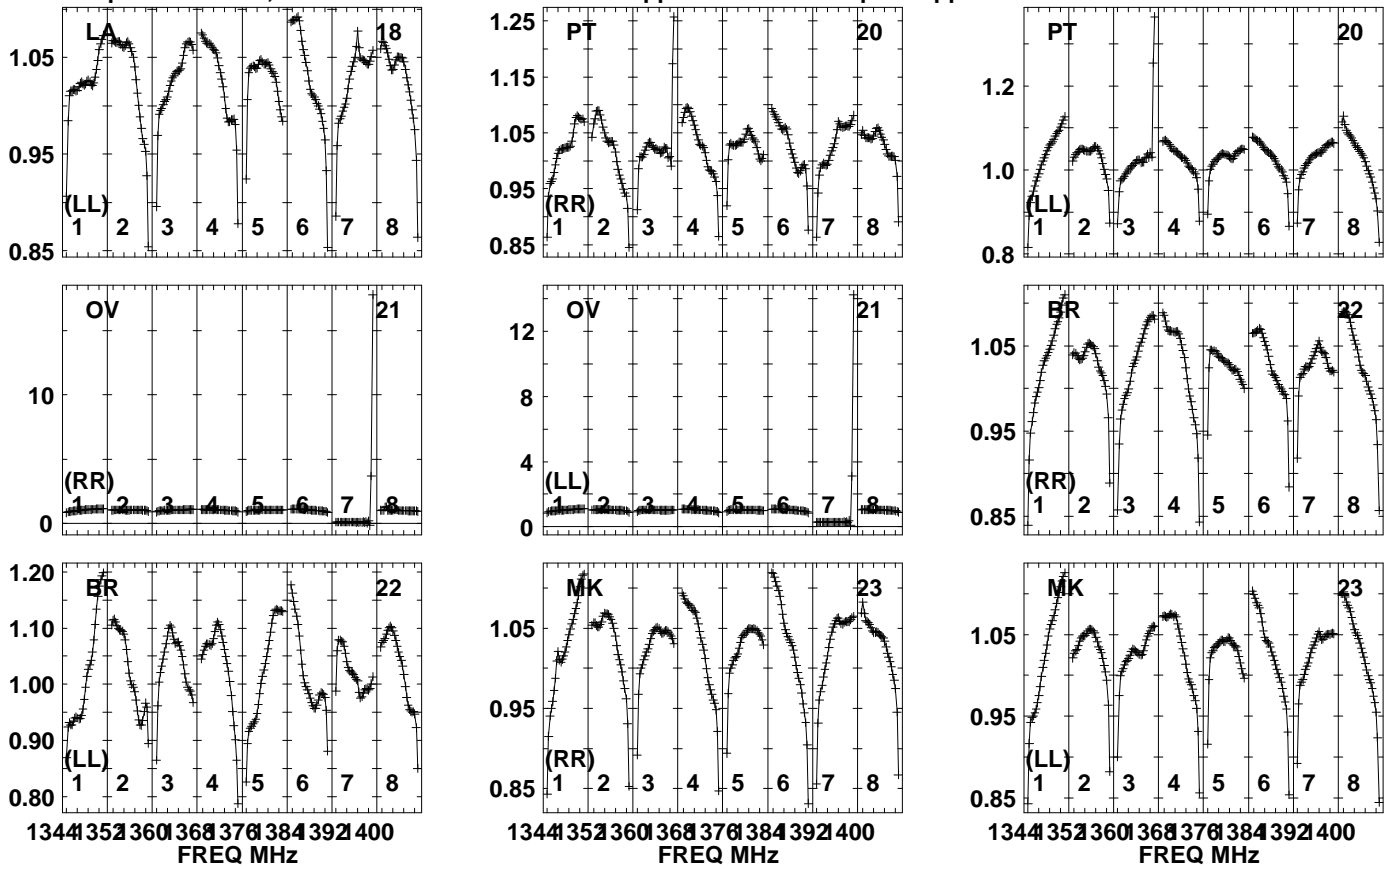 LA 18
1.05
0.95
0.85
(LL)
1 2 3 4 5 6 7 8
PT 20
1.25
1.15
1.05
0.95
0.85
(RR)
1 2 3 4 5 6 7 8
PT 20
1.2
1.0
0.8
(LL)
1 2 3 4 5 6 7 8
OV 21
10
0
(RR)
1 2 3 4 5 6 7 8
OV 21
12
8
4
0
(LL)
1 2 3 4 5 6 7 8
BR 22
1.05
0.95
0.85
(RR)
1 2 3 4 5 6 7 8
BR 22
1.20
1.10
1.00
0.90
0.80
(LL)
1 2 3 4 5 6 7 8
1344 1352 1360 1368 1376 1384 1392 1400
FREQ MHz
MK 23
1.05
0.95
0.85
(RR)
1 2 3 4 5 6 7 8
1344 1352 1360 1368 1376 1384 1392 1400
FREQ MHz
MK 23
1.05
0.95
0.85
(LL)
1 2 3 4 5 6 7 8
1344 1352 1360 1368 1376 1384 1392 1400
FREQ MHz